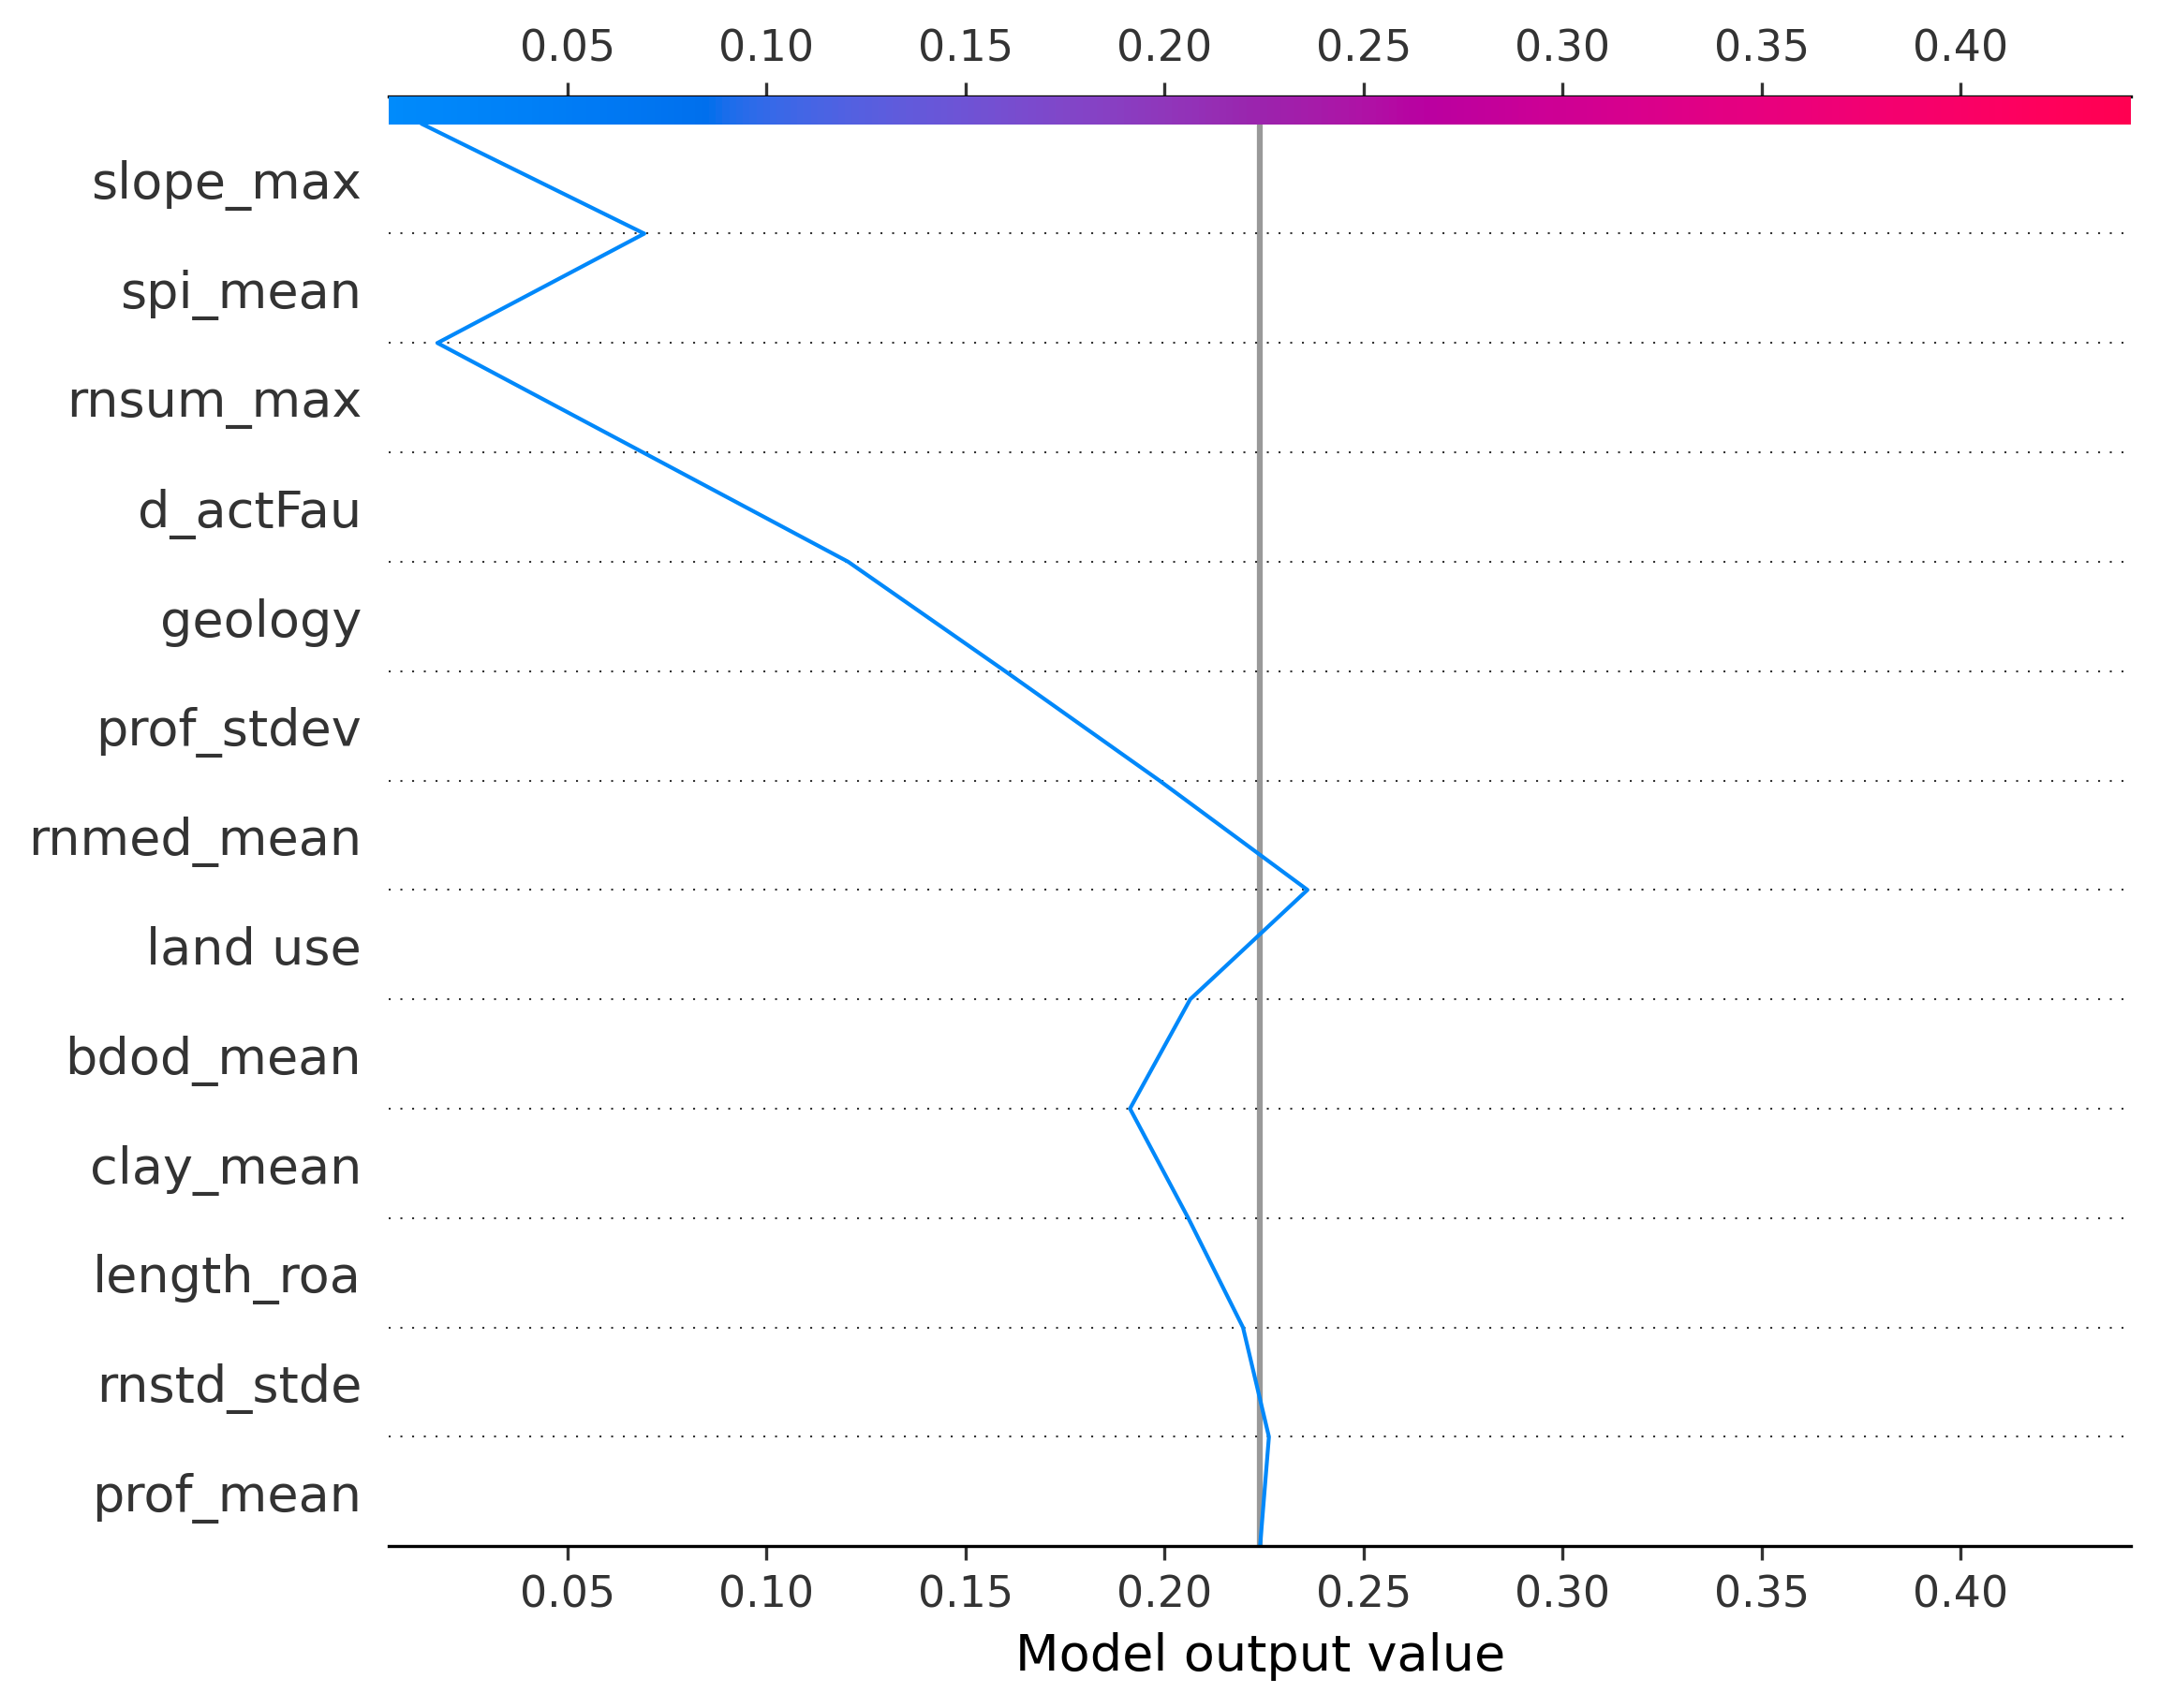 0.05 0.10 0.15 0.20 0.25 0.30 0.35 0.40
slope_max
spi_mean
rnsum_max
d_actFau
geology
prof_stdev
rnmed_mean
land use
bdod_mean
clay_mean
length_roa
rnstd_stde
prof_mean
0.05 0.10 0.15 0.20 0.25 0.30 0.35 0.40
Model output value